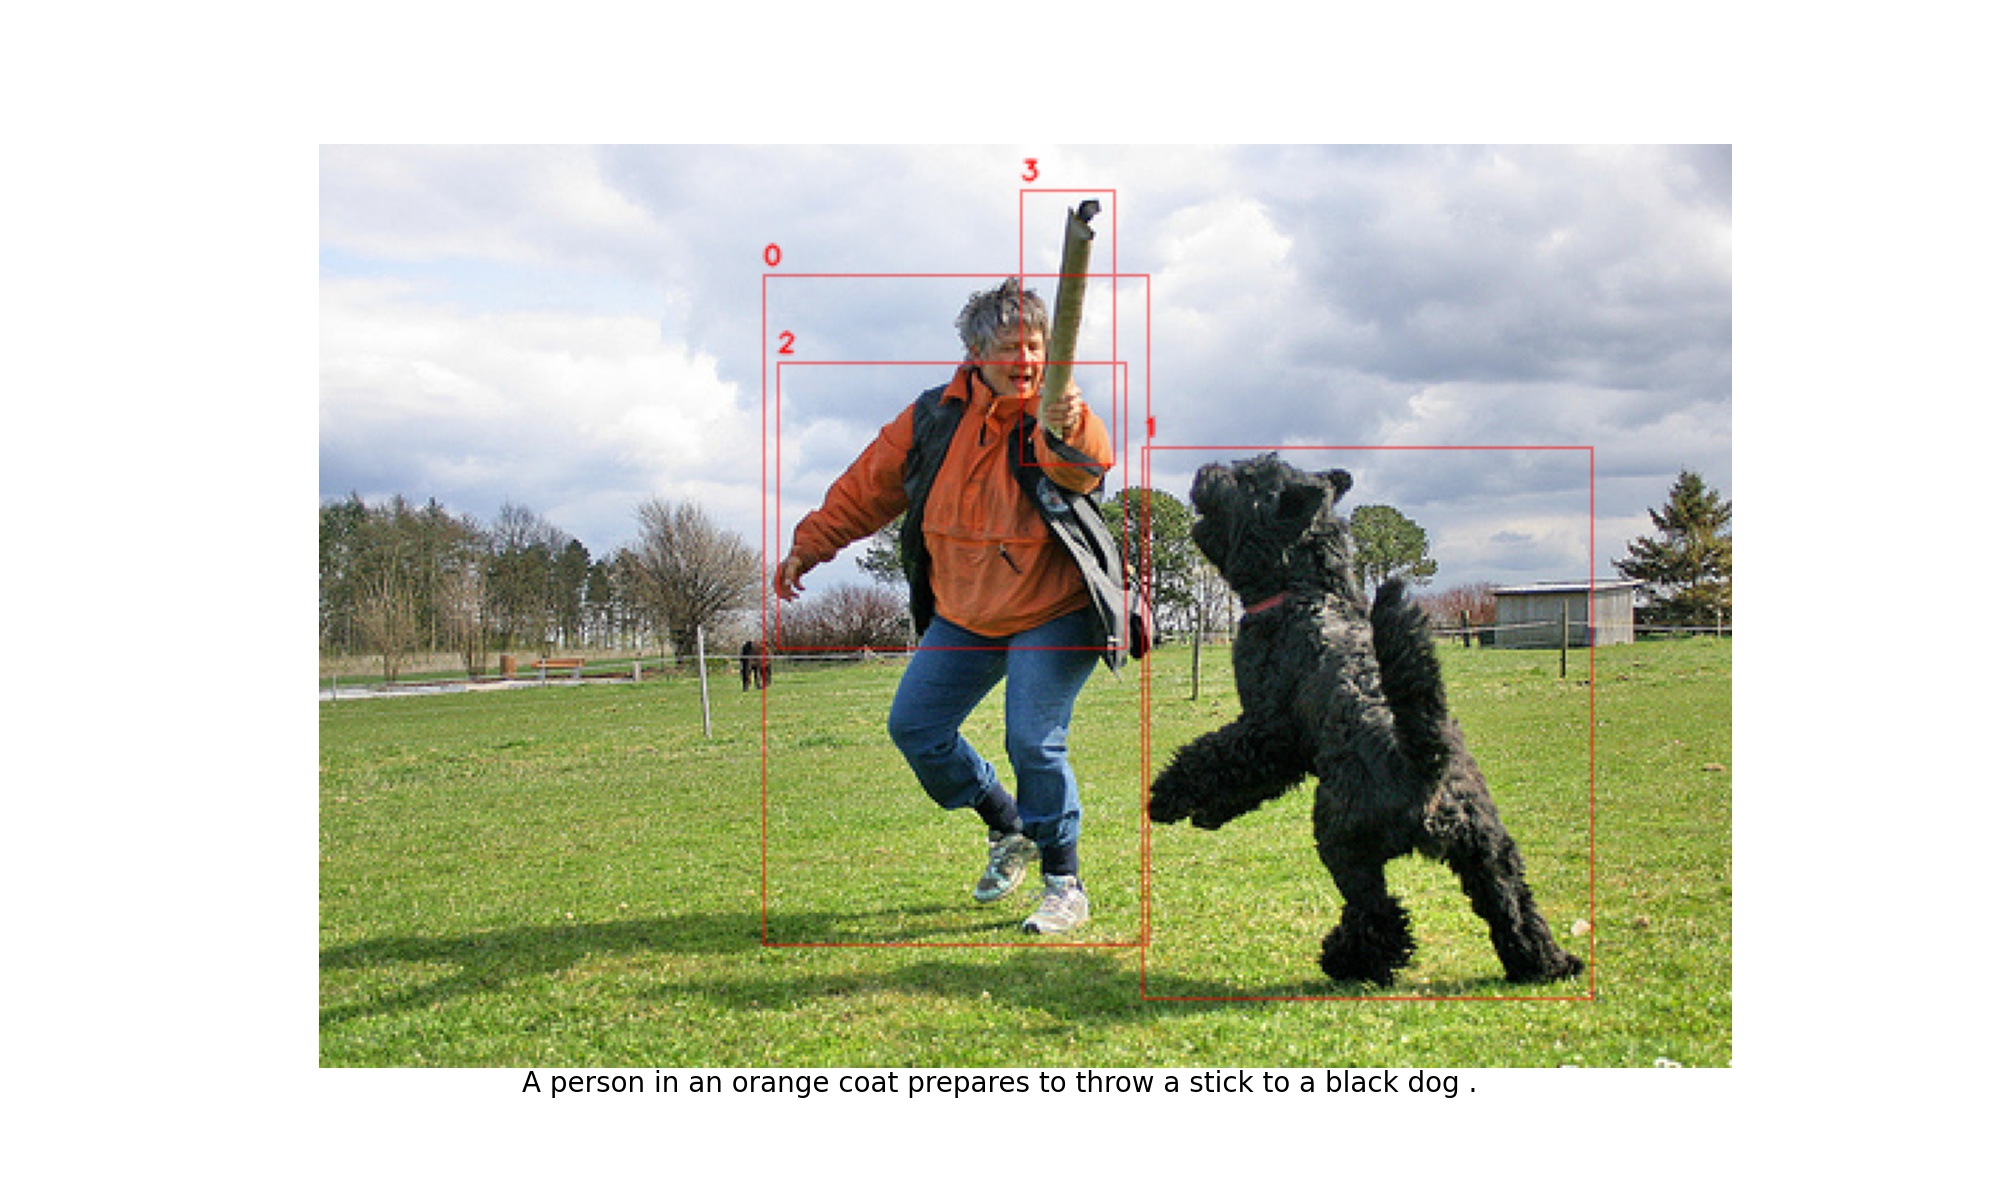 3
0
2
1
A person in an orange coat prepares to throw a stick to a black dog .